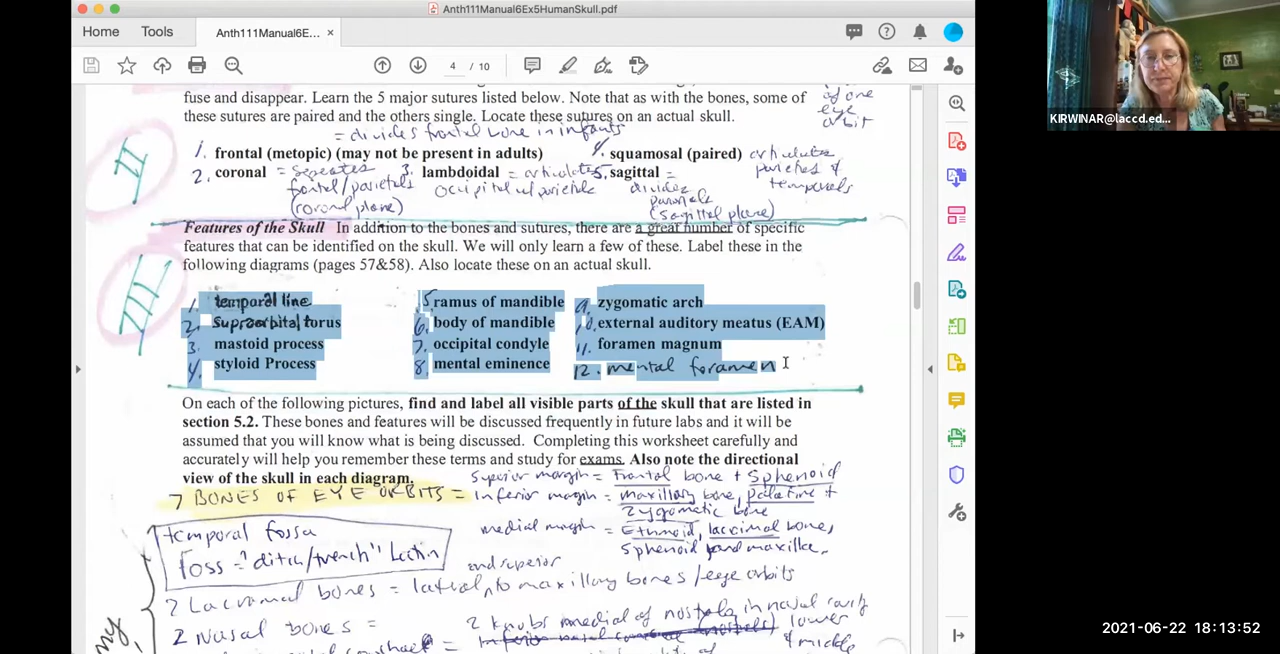 Anth111Manual6Ex5HumanSkull.pdf
Home Tools Anth111Manual6E... ×
4 / 10
of one
eye
orbit
fuse and disappear. Learn the 5 major sutures listed below. Note that as with the bones, some of
these sutures are paired and the others single. Locate these sutures on an actual skull.
= divides frontal bone in infants
1. frontal (metopic) (may not be present in adults) 4. squamosal (paired) articulates
parietals &
temporals
2. coronal = seperates 3. lambdoidal = articulates 5. sagittal =
frontal/parietals occipital w/ parietals divides
(coronal plane) parietals
(sagittal plane)
Features of the Skull In addition to the bones and sutures, there are a great number of specific
features that can be identified on the skull. We will only learn a few of these. Label these in the
following diagrams (pages 57&58). Also locate these on an actual skull.
1. temporal line 5. ramus of mandible 9. zygomatic arch
2. supraorbital torus 6. body of mandible 10. external auditory meatus (EAM)
3. mastoid process 7. occipital condyle 11. foramen magnum
4. styloid Process 8. mental eminence 12. mental foramen
On each of the following pictures, find and label all visible parts of the skull that are listed in
section 5.2. These bones and features will be discussed frequently in future labs and it will be
assumed that you will know what is being discussed. Completing this worksheet carefully and
accurately will help you remember these terms and study for exams. Also note the directional
view of the skull in each diagram.
superior margin = Frontal bone + Sphenoid
7 BONES OF EYE ORBITS = inferior margin = maxillary bone, palatine +
zygomatic bone
medial margin = Ethmoid, lacrimal bones,
sphenoid and maxilla.
temporal fossa
Foss = "ditch/trench" Latin
and superior
2 Lacramal bones = lateral to maxillary bones/eye orbits
2 Nasal bones =
2 knobs medial of nostrils in nasal cavity
lower
& middle
KIRWINAR@laccd.ed...
2021-06-22 18:13:52